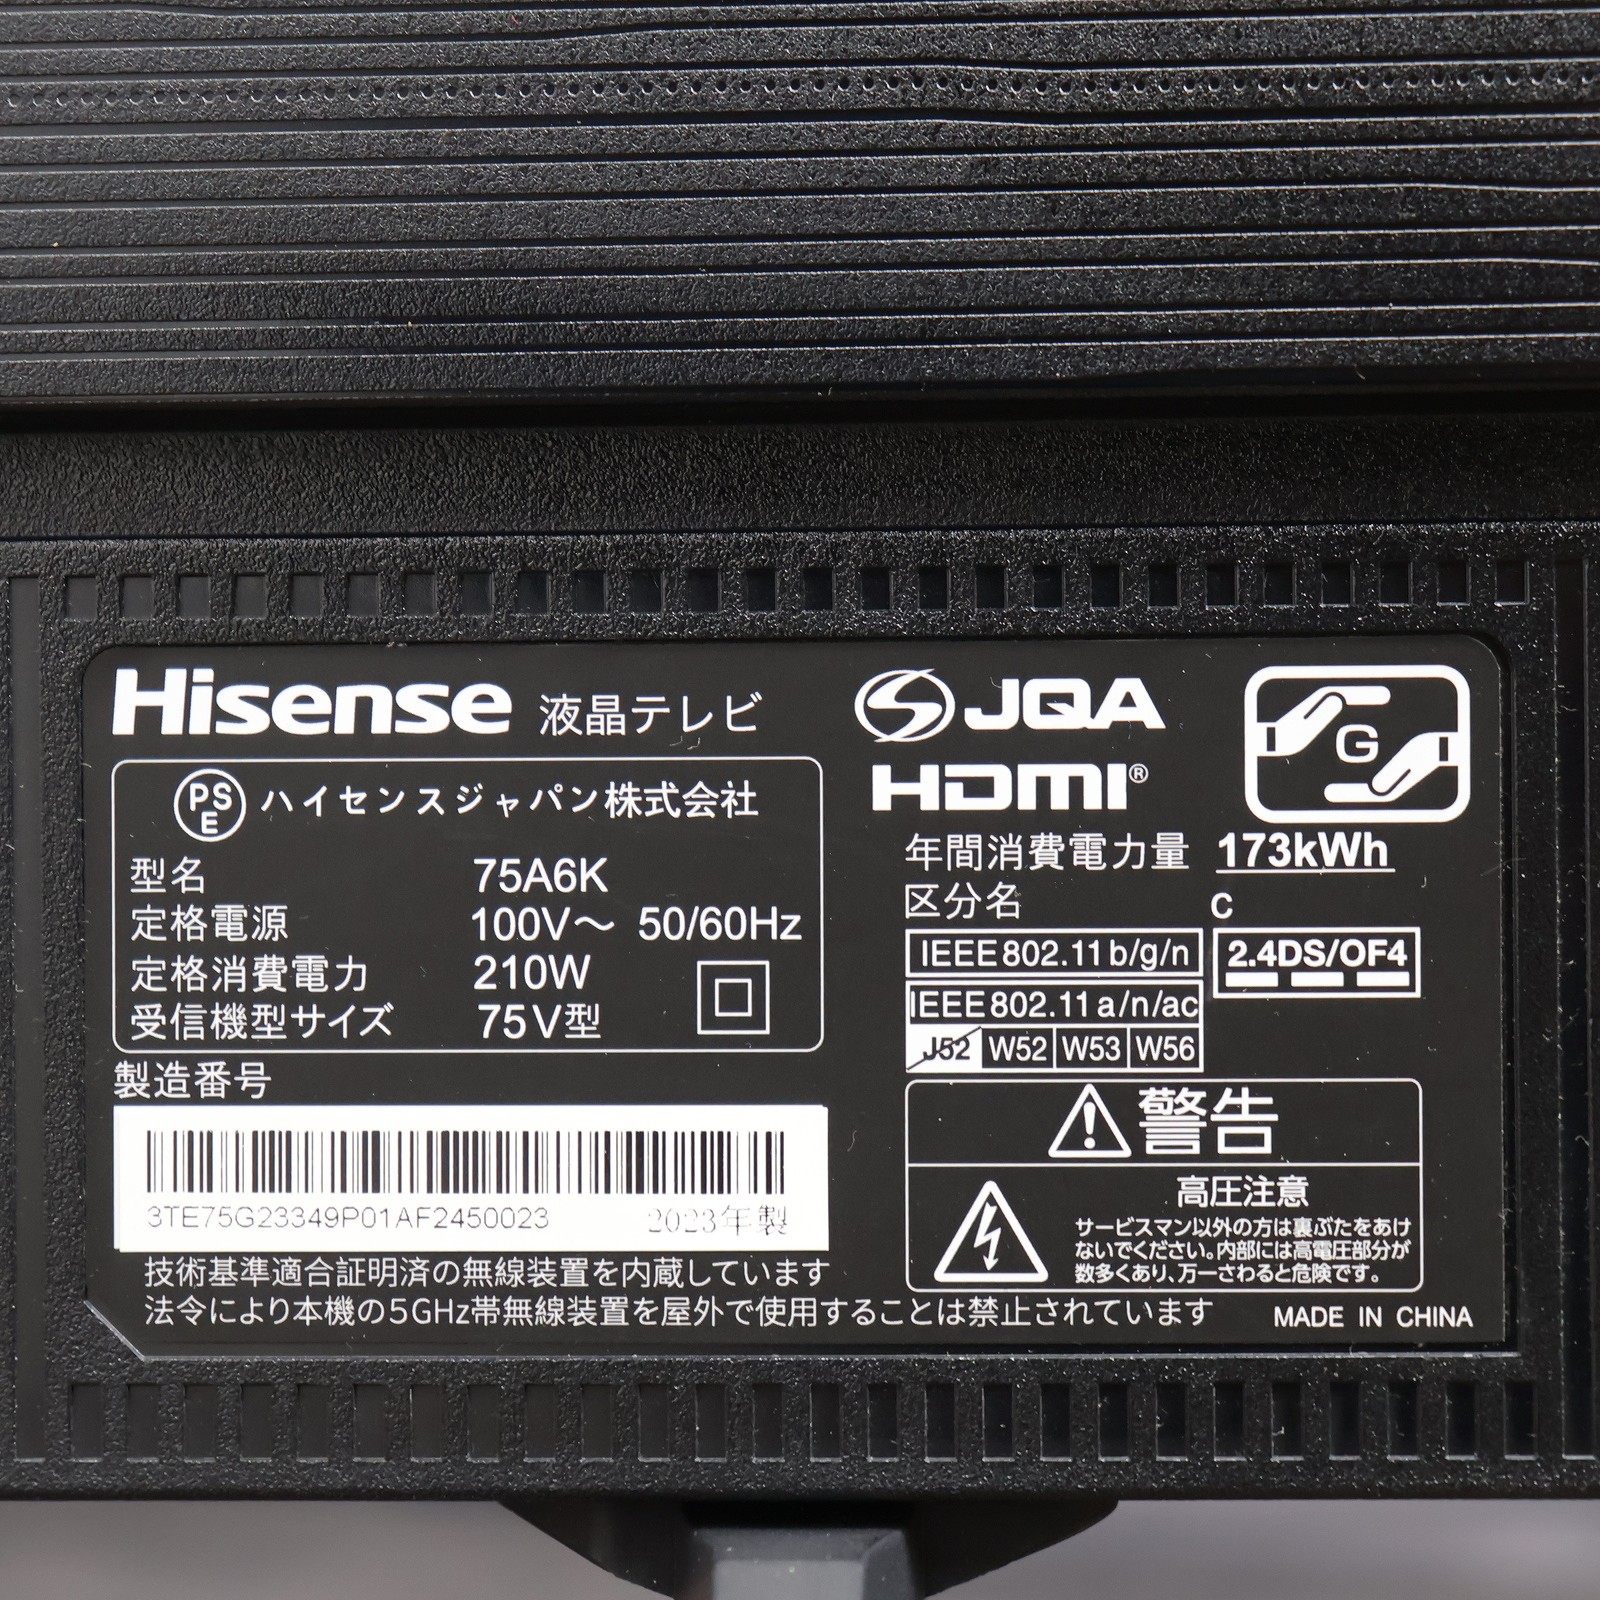 Hisense 液晶テレビ
PSE ハイセンスジャパン株式会社
型名 75A6K
定格電源 100V～ 50/60Hz
定格消費電力 210W
受信機型サイズ 75V型
製造番号
3TE75G23349P01AF2450023 2023年製
技術基準適合証明済の無線装置を内蔵しています
法令により本機の5GHz帯無線装置を屋外で使用することは禁止されています
JQA
HDMI®
G
年間消費電力量 173kWh
区分名 C
IEEE802.11b/g/n 2.4DS/OF4
IEEE802.11a/n/ac
J52 W52 W53 W56
警告
高圧注意
サービスマン以外の方は裏ぶたをあけ
ないでください。内部には高電圧部分が
数多くあり、万一さわると危険です。
MADE IN CHINA